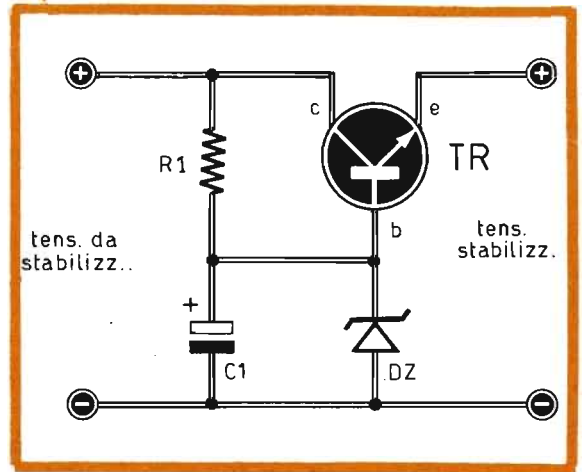 +
+
c
e
TR
R1
b
tens. da
stabilizz..
tens.
stabilizz.
+
C1
DZ
-
-